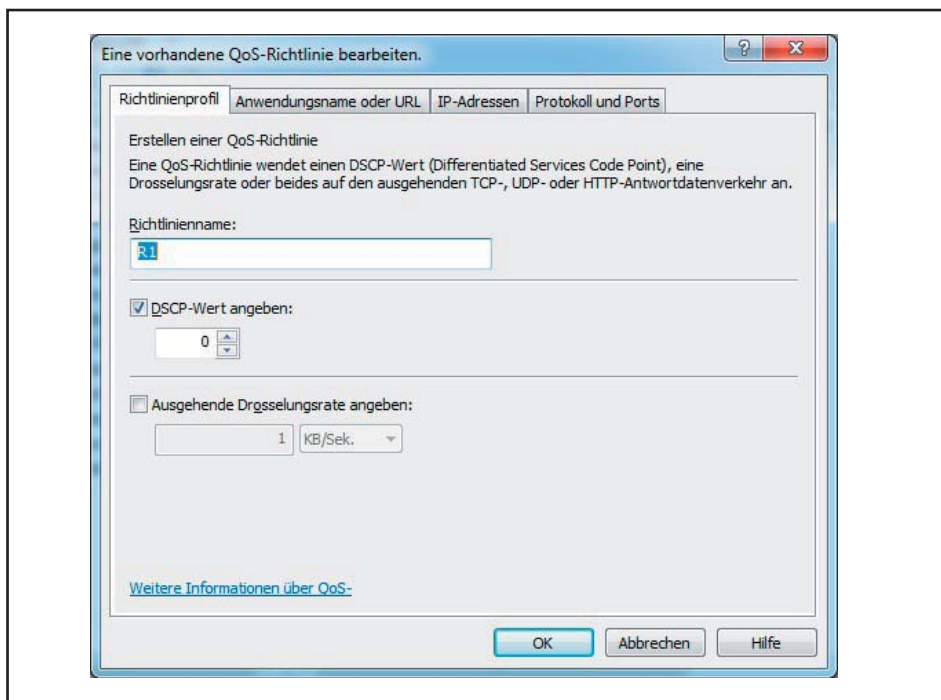 Eine vorhandene QoS-Richtlinie bearbeiten.
Richtlinienprofil Anwendungsname oder URL IP-Adressen Protokoll und Ports
Erstellen einer QoS-Richtlinie
Eine QoS-Richtlinie wendet einen DSCP-Wert (Differentiated Services Code Point), eine
Drosselungsrate oder beides auf den ausgehenden TCP-, UDP- oder HTTP-Antwortdatenverkehr an.
Richtlinienname:
R1
DSCP-Wert angeben:
0
Ausgehende Drosselungsrate angeben:
1 KB/Sek.
Weitere Informationen über QoS-
OK Abbrechen Hilfe